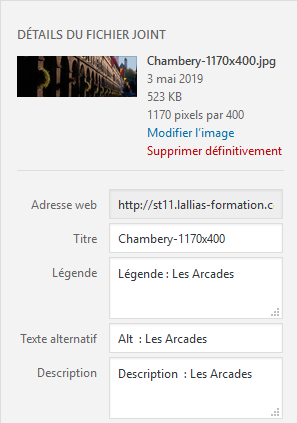 DÉTAILS DU FICHIER JOINT
Chambery-1170x400.jpg
3 mai 2019
523 KB
1170 pixels par 400
Modifier l’image
Supprimer définitivement
Adresse web http://st11.lallias-formation.c
Titre Chambery-1170x400
Légende Légende : Les Arcades
Texte alternatif Alt : Les Arcades
Description Description : Les Arcades